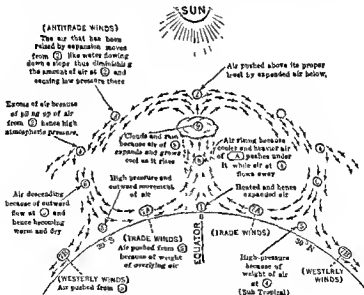 SUN
(ANTITRADE WINDS)
The air that has been
raised by expansion moves
from like water flowing
down a slope thus diminishing
the amount of air at and
causing low pressure there
Air pushed above its proper
level by expanded air below.
Excess of air because
of piling up of air
from hence high
atmospheric pressure.
Clouds and rain
because air of
expands and grows
cool as it rises
Air rising because
cooler and heavier air
of A pushes under
it while air at
flows away
High pressure and
outward movement
of air
Air descending
because of outward
flow at and
hence becoming
warm and dry
Heated and hence
expanded air
30°S
(TRADE WINDS)
Air pushed from
because of weight
of overlying air
EQUATOR
(TRADE WINDS)
30°N
High-pressure
because of
weight of air
at
(Sub Tropical)
(WESTERLY WINDS)
Air pushed from
(WESTERLY
WINDS)